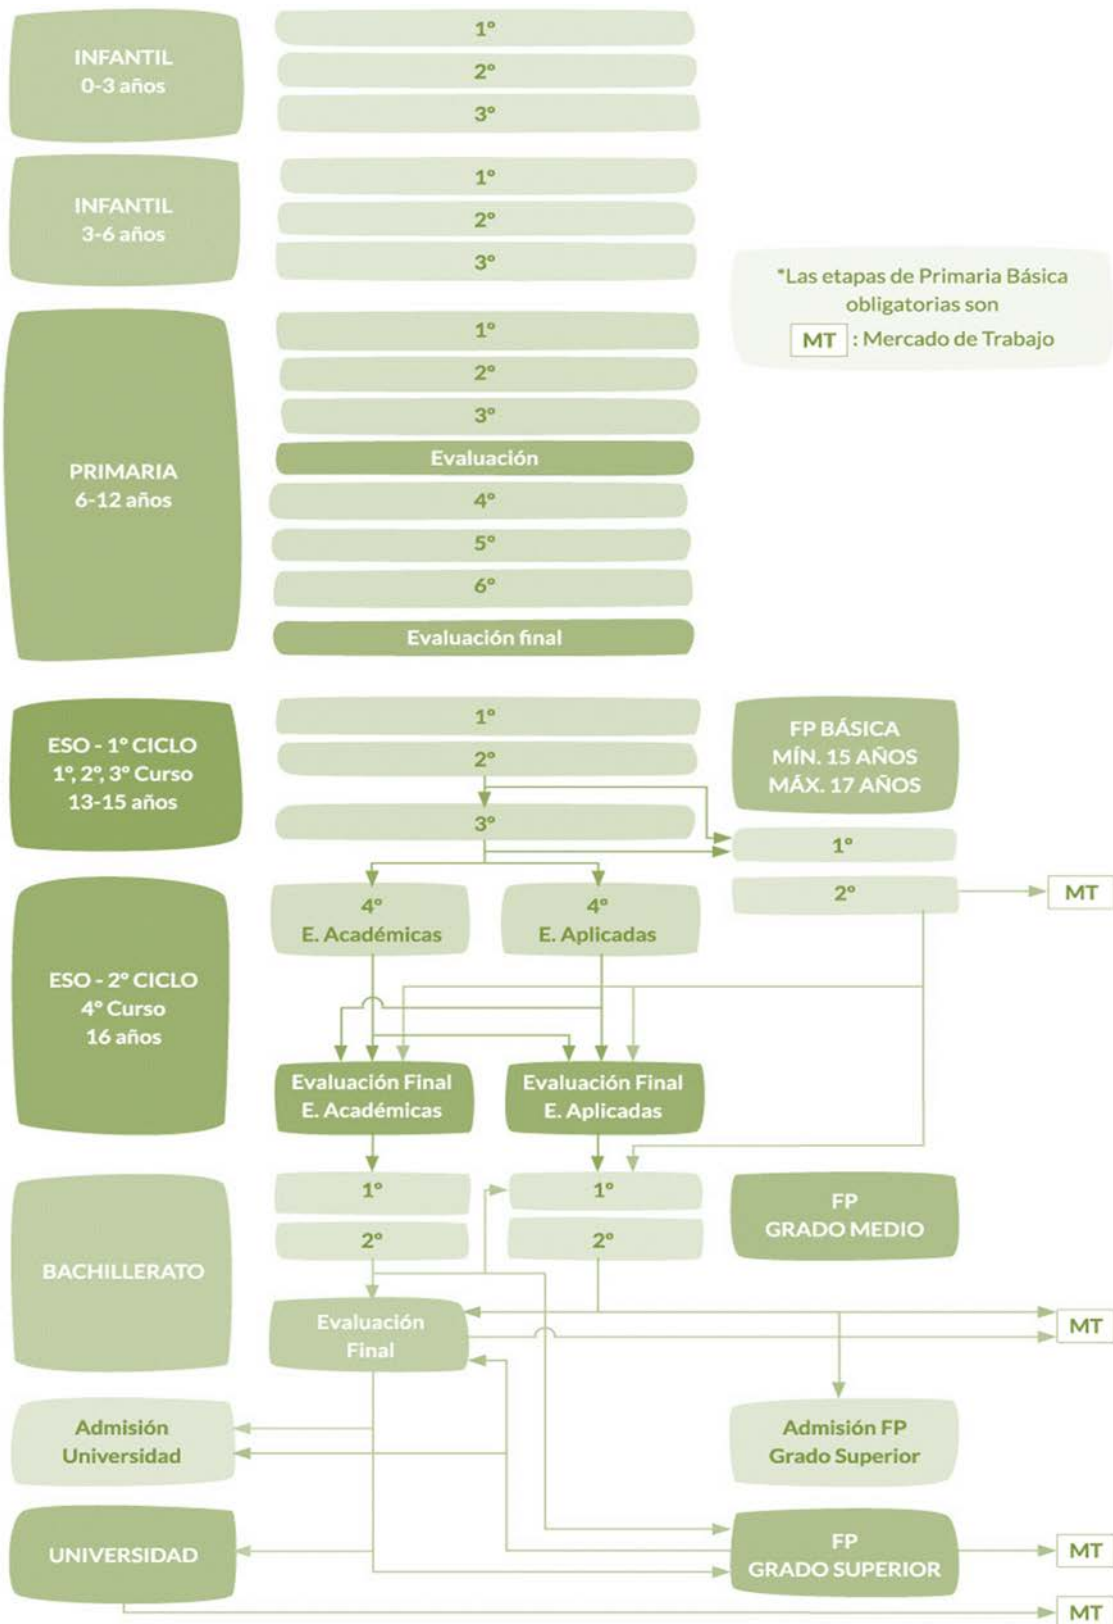 INFANTIL
0-3 años
1º
2º
3º
INFANTIL
3-6 años
1º
2º
3º
*Las etapas de Primaria Básica
obligatorias son
MT : Mercado de Trabajo
PRIMARIA
6-12 años
1º
2º
3º
Evaluación
4º
5º
6º
Evaluación final
ESO - 1º CICLO
1º, 2º, 3º Curso
13-15 años
1º
2º
3º
FP BÁSICA
MÍN. 15 AÑOS
MÁX. 17 AÑOS
1º
2º
MT
ESO - 2º CICLO
4º Curso
16 años
4º
E. Académicas
4º
E. Aplicadas
Evaluación Final
E. Académicas
Evaluación Final
E. Aplicadas
BACHILLERATO
1º
2º
1º
2º
FP
GRADO MEDIO
Evaluación
Final
MT
Admisión
Universidad
Admisión FP
Grado Superior
UNIVERSIDAD
FP
GRADO SUPERIOR
MT
MT